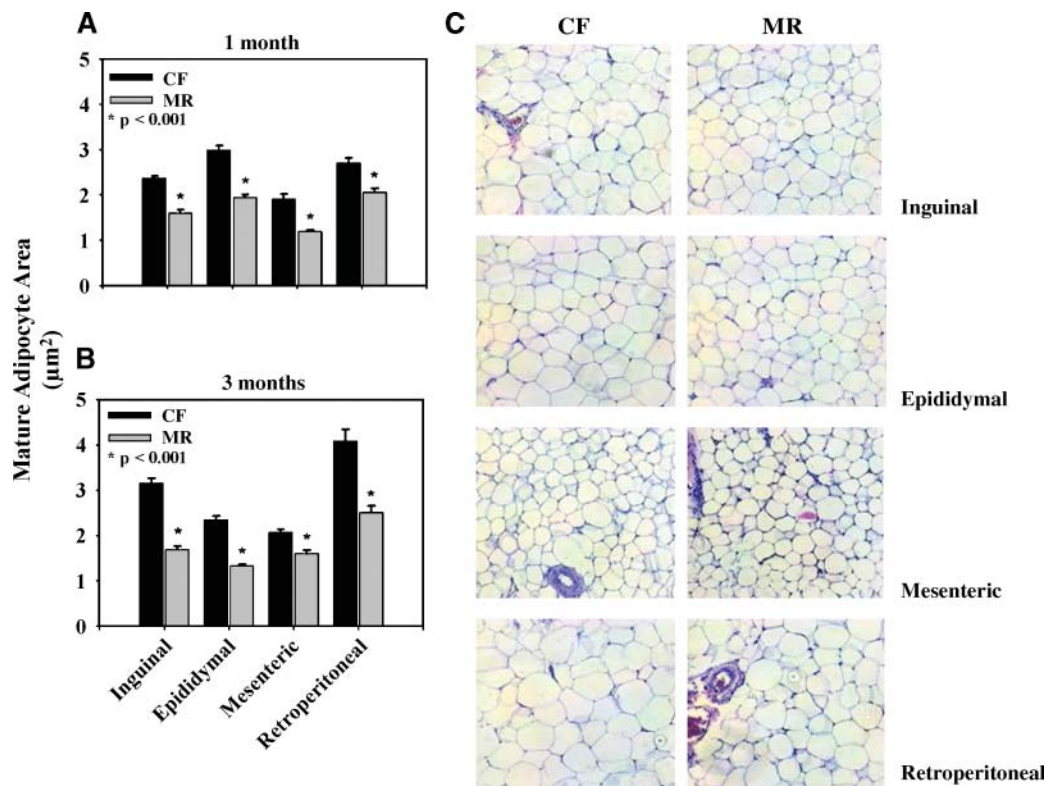 A
1 month
5
4
3
2
1
0
CF
MR
* p < 0.001
*
*
*
*
Mature Adipocyte Area
(µm²)
B
3 months
5
4
3
2
1
0
CF
MR
* p < 0.001
*
*
*
*
Inguinal
Epididymal
Mesenteric
Retroperitoneal
C
CF
MR
Inguinal
Epididymal
Mesenteric
Retroperitoneal